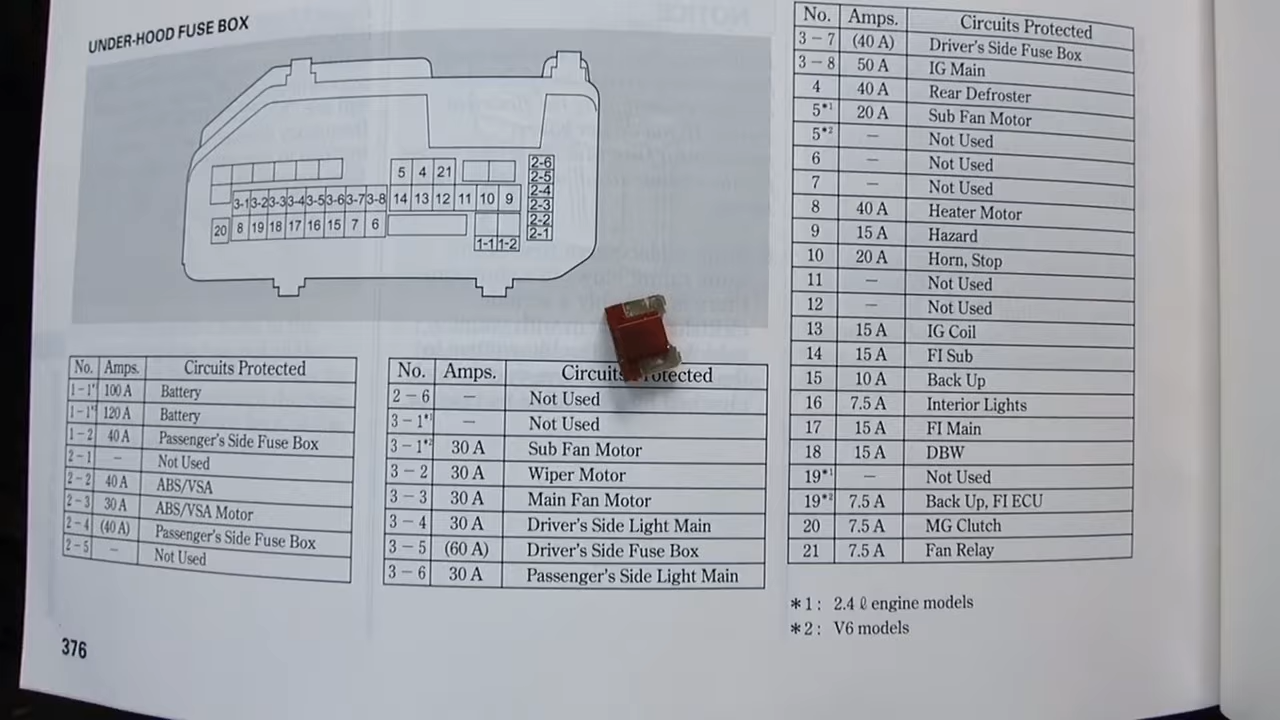 UNDER-HOOD FUSE BOX
5 4 21
2-6
2-5
2-4
2-3
2-2
2-1
3-1 3-2 3-3 3-4 3-5 3-6 3-7 3-8 14 13 12 11 10 9
20 8 19 18 17 16 15 7 6
1-1 1-2
No. Amps. Circuits Protected
1-1*1 100 A Battery
1-1*2 120 A Battery
1-2 40 A Passenger's Side Fuse Box
2-1 — Not Used
2-2 40 A ABS/VSA
2-3 30 A ABS/VSA Motor
2-4 (40 A) Passenger's Side Fuse Box
2-5 — Not Used
No. Amps. Circuits Protected
2-6 — Not Used
3-1*1 — Not Used
3-1*2 30 A Sub Fan Motor
3-2 30 A Wiper Motor
3-3 30 A Main Fan Motor
3-4 30 A Driver's Side Light Main
3-5 (60 A) Driver's Side Fuse Box
3-6 30 A Passenger's Side Light Main
No. Amps. Circuits Protected
3-7 (40 A) Driver's Side Fuse Box
3-8 50 A IG Main
4 40 A Rear Defroster
5*1 20 A Sub Fan Motor
5*2 — Not Used
6 — Not Used
7 — Not Used
8 40 A Heater Motor
9 15 A Hazard
10 20 A Horn, Stop
11 — Not Used
12 — Not Used
13 15 A IG Coil
14 15 A FI Sub
15 10 A Back Up
16 7.5 A Interior Lights
17 15 A FI Main
18 15 A DBW
19*1 — Not Used
19*2 7.5 A Back Up, FI ECU
20 7.5 A MG Clutch
21 7.5 A Fan Relay
*1: 2.4 ℓ engine models
*2: V6 models
376